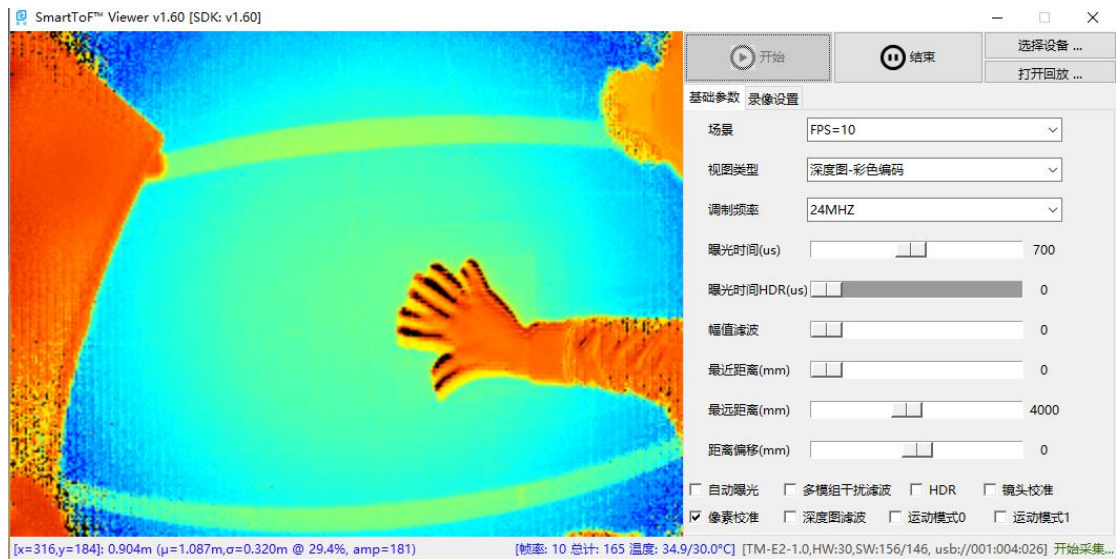 SmartToF™ Viewer v1.60 [SDK: v1.60]
开始
结束
选择设备 ...
打开回放 ...
基础参数 录像设置
场景 FPS=10
视图类型 深度图-彩色编码
调制频率 24MHZ
曝光时间(us) 700
曝光时间HDR(us) 0
幅值滤波 0
最近距离(mm) 0
最远距离(mm) 4000
距离偏移(mm) 0
自动曝光 多模组干扰滤波 HDR 镜头校准
像素校准 深度图滤波 运动模式0 运动模式1
[x=316,y=184]: 0.904m (μ=1.087m,σ=0.320m @ 29.4%, amp=181) [帧率: 10 总计: 165 温度: 34.9/30.0°C] [TM-E2-1.0,HW:30,SW:156/146, usb://001:004:026] 开始采集...